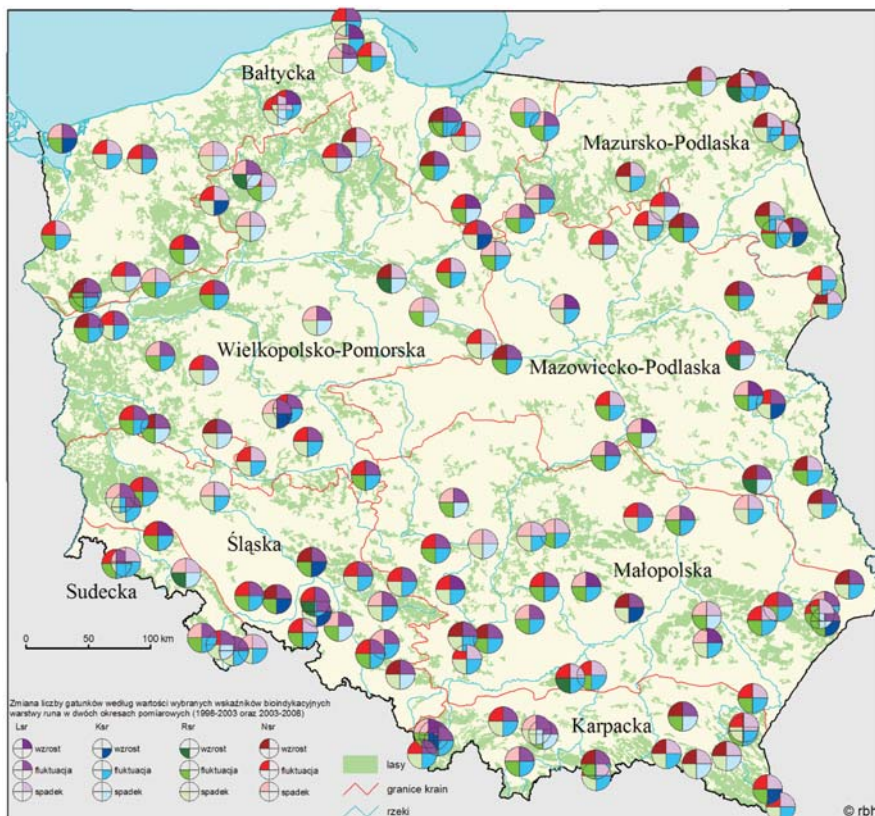 Bałtycka
Mazursko-Podlaska
Wielkopolsko-Pomorska
Mazowiecko-Podlaska
Śląska
Sudecka
Małopolska
Karpacka
0 50 100 km
Zmiana liczby gatunków według wartości wybranych wskaźników bioindykacyjnych
warstwy runa w dwóch okresach pomiarowych (1998-2003 oraz 2003-2008)
Lsr Ksr Rsr Nsr
wzrost wzrost wzrost wzrost
fluktuacja fluktuacja fluktuacja fluktuacja
spadek spadek spadek spadek
lasy
granice krain
rzeki
© rbh